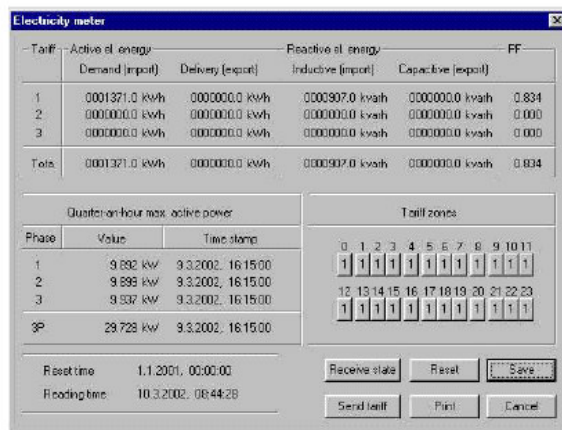 Electricity meter
Tariff Active el. energy Reactive el. energy PF
Demand (import) Delivery (export) Inductive (import) Capacitive (export)
1 0001371.0 kWh 0000000.0 kWh 0000907.0 kvarh 0000000.0 kvarh 0.834
2 0000000.0 kWh 0000000.0 kWh 0000000.0 kvarh 0000000.0 kvarh 0.000
3 0000000.0 kWh 0000000.0 kWh 0000000.0 kvarh 0000000.0 kvarh 0.000
Total 0001371.0 kWh 0000000.0 kWh 0000907.0 kvarh 0000000.0 kvarh 0.834
Quarter-an-hour max. active power Tariff zones
Phase Value Time stamp
0 1 2 3 4 5 6 7 8 9 10 11
1 9.892 kW 9.3.2002, 16:15:00
1 1 1 1 1 1 1 1 1 1 1 1
2 9.899 kW 9.3.2002, 16:15:00
12 13 14 15 16 17 18 19 20 21 22 23
3 9.937 kW 9.3.2002, 16:15:00
1 1 1 1 1 1 1 1 1 1 1 1
3P 29.728 kW 9.3.2002, 16:15:00
Reset time 1.1.2001, 00:00:00
Receive state Reset Save
Reading time 10.3.2002, 08:44:28
Send tariff Print Cancel